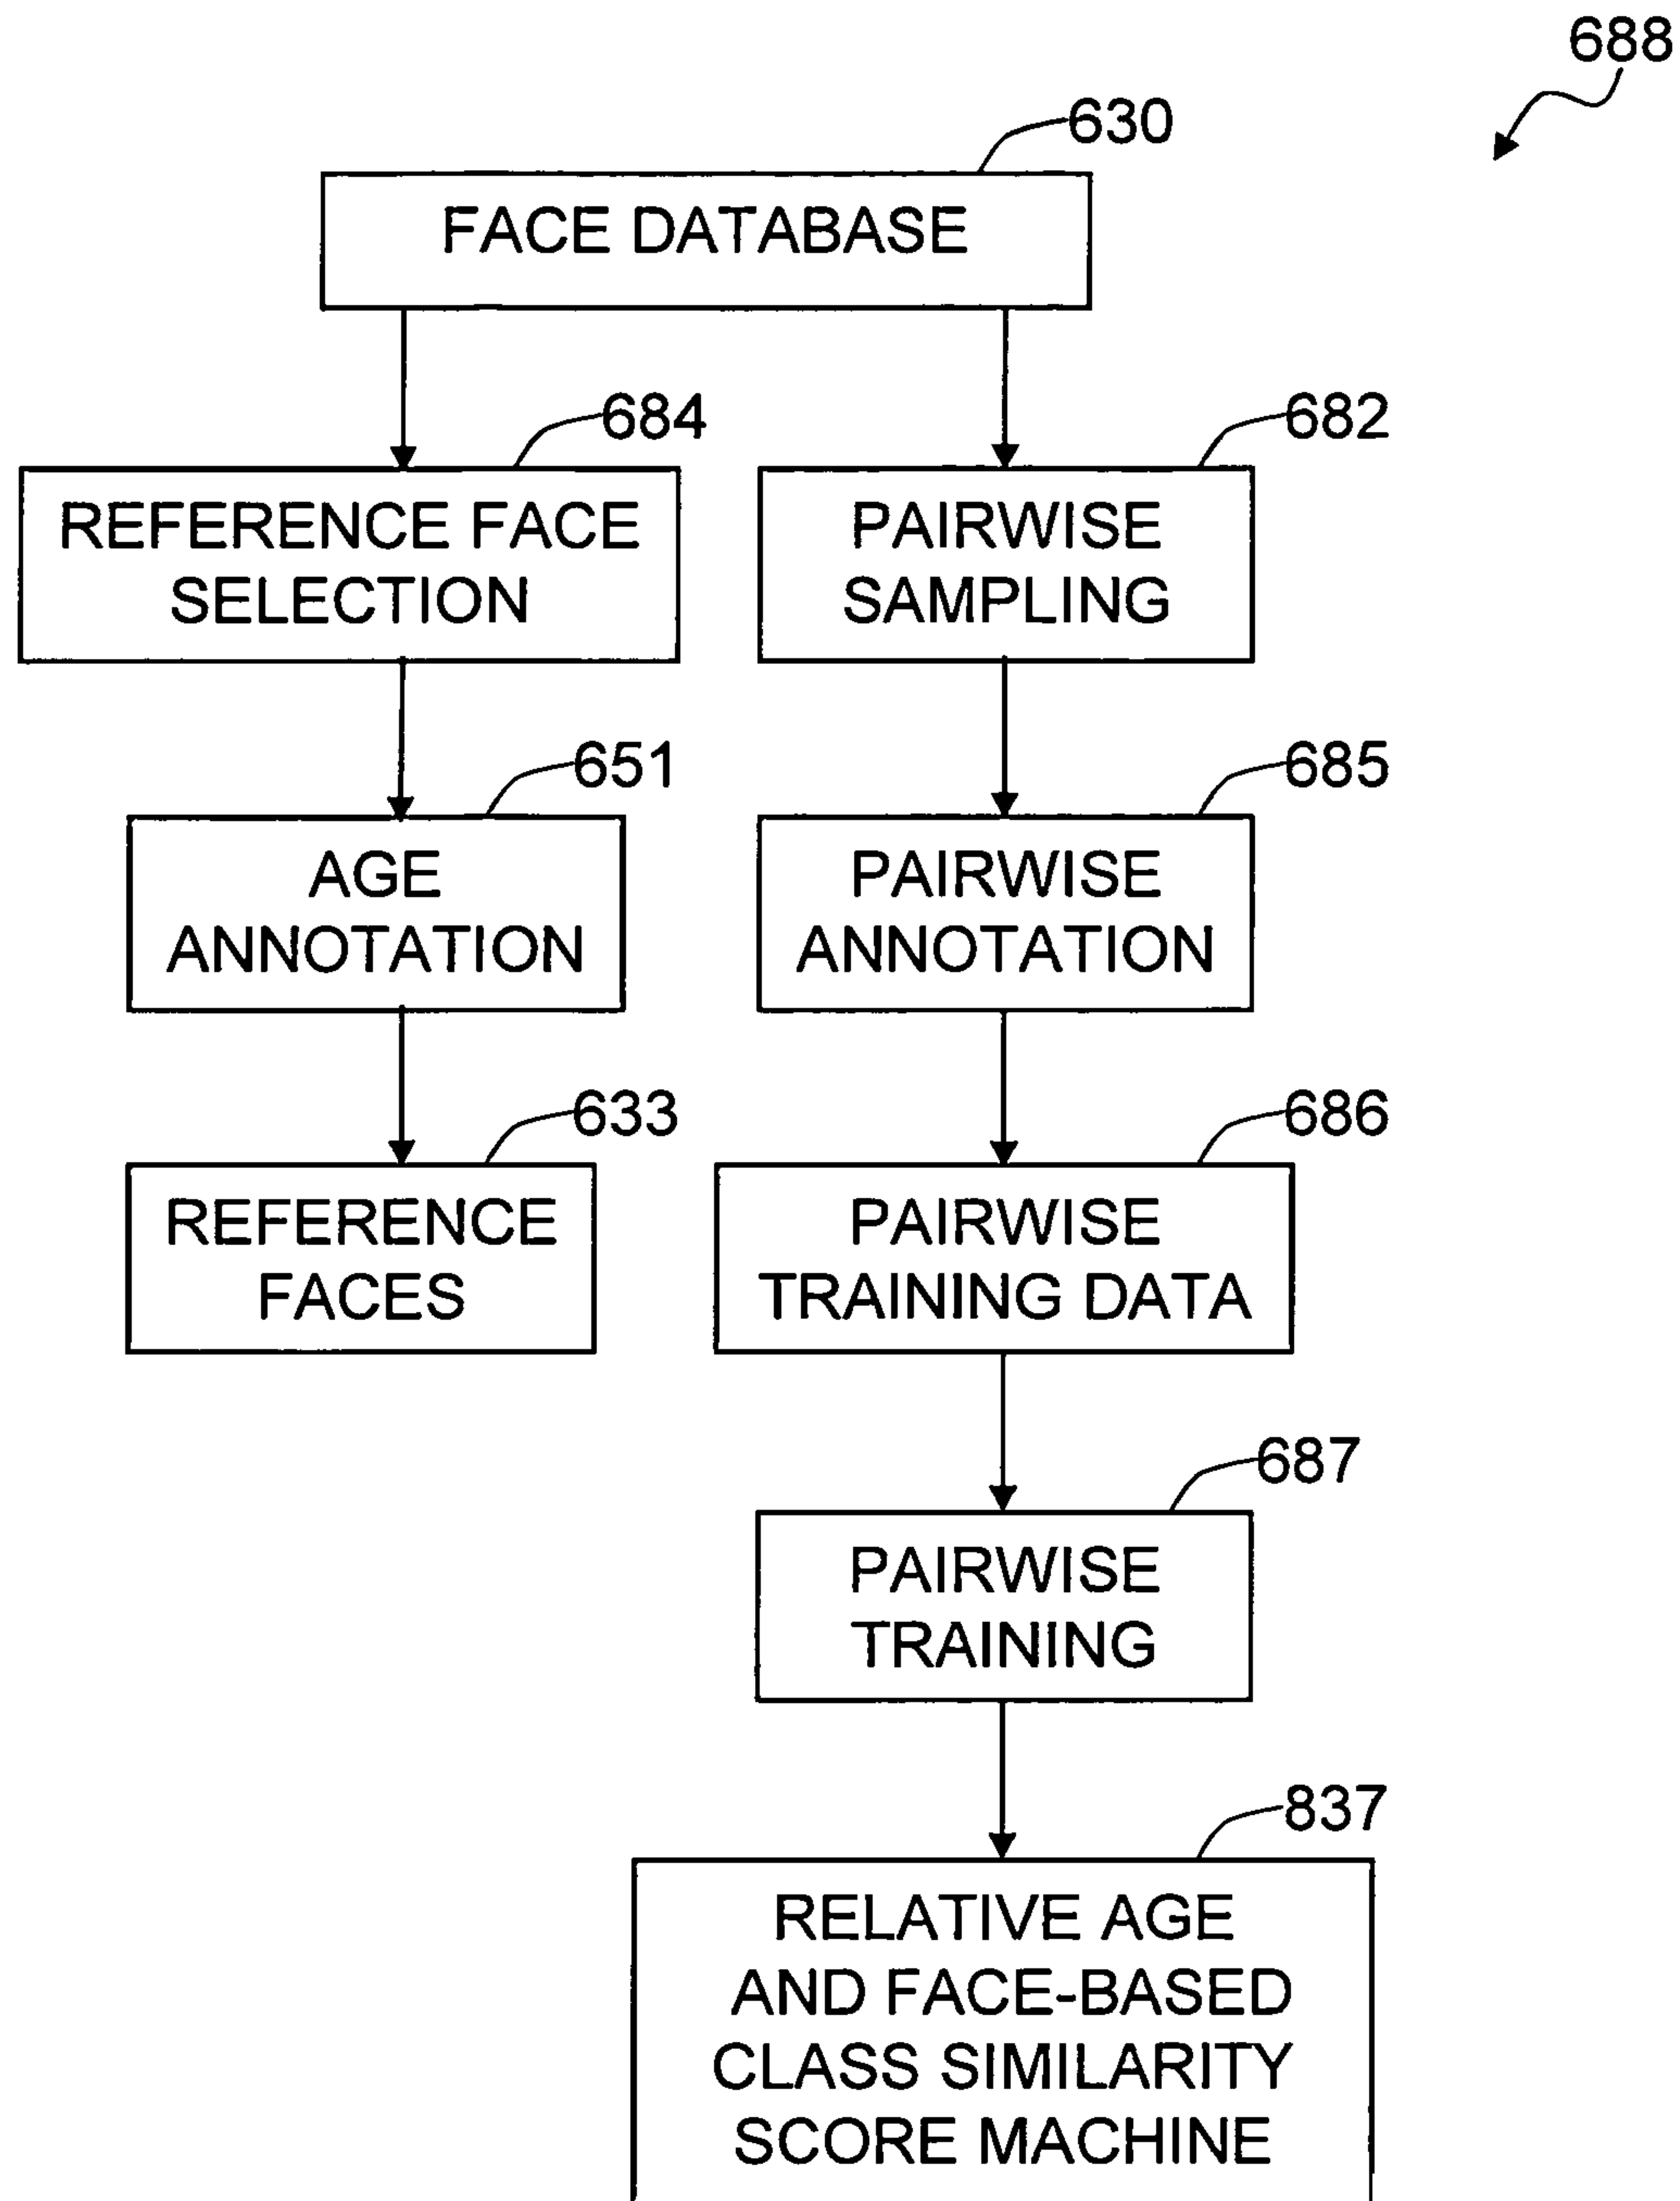 688
630
FACE DATABASE
684
682
REFERENCE FACE
SELECTION
PAIRWISE
SAMPLING
651
685
AGE
ANNOTATION
PAIRWISE
ANNOTATION
633
686
REFERENCE
FACES
PAIRWISE
TRAINING DATA
687
PAIRWISE
TRAINING
837
RELATIVE AGE
AND FACE-BASED
CLASS SIMILARITY
SCORE MACHINE